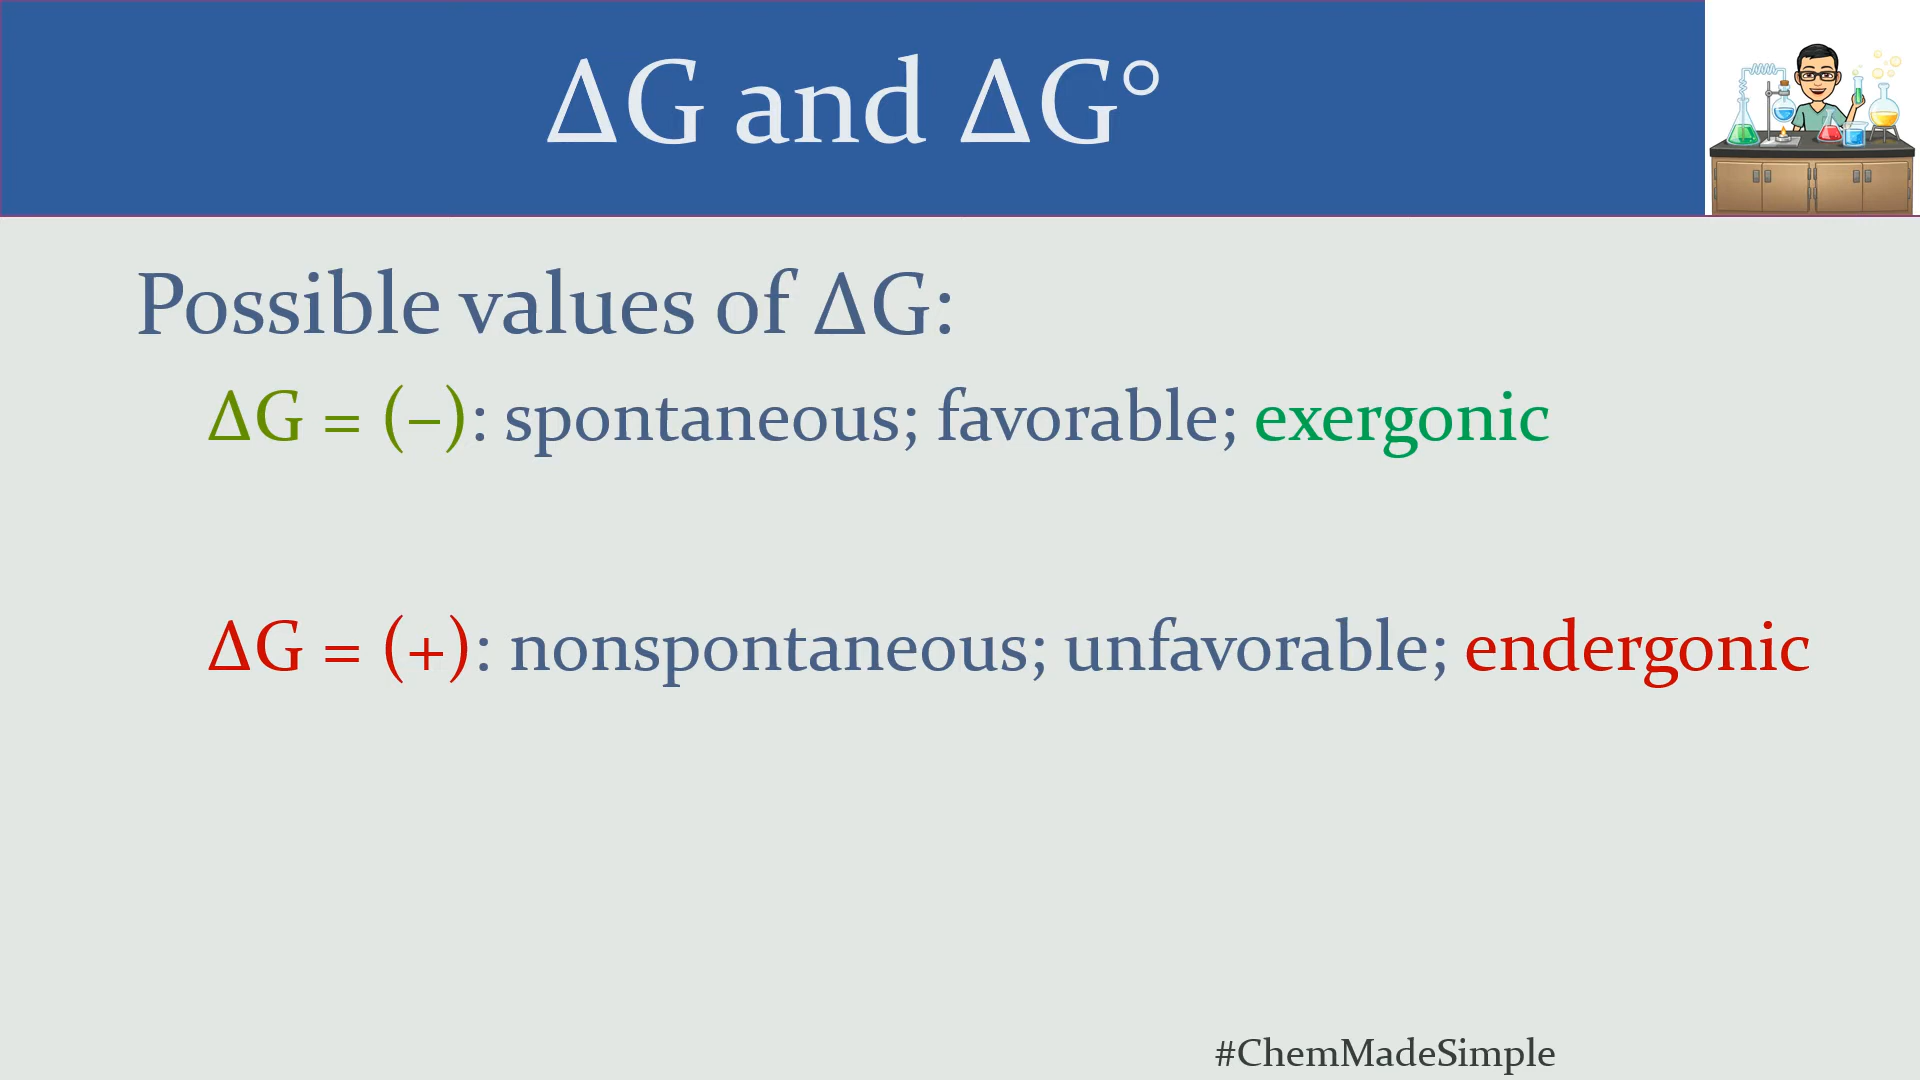 ΔG and ΔG°
Possible values of ΔG:
ΔG = (–): spontaneous; favorable; exergonic
ΔG = (+): nonspontaneous; unfavorable; endergonic
#ChemMadeSimple